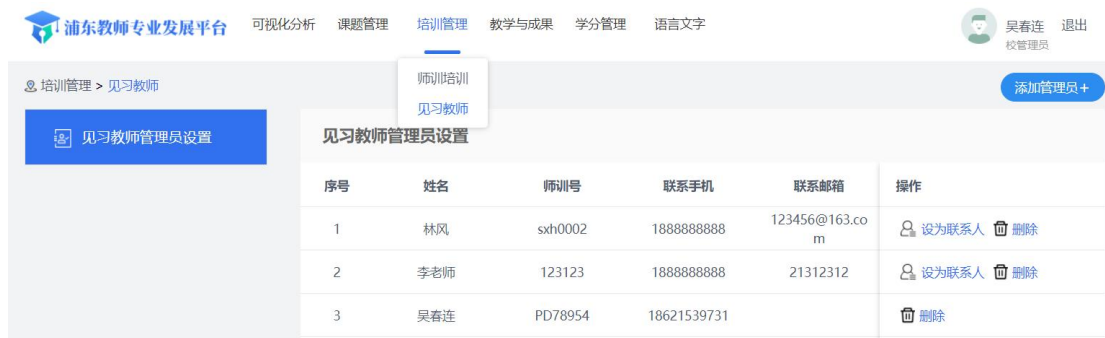 浦东教师专业发展平台 可视化分析 课题管理 培训管理 教学与成果 学分管理 语言文字 吴春连 退出
校管理员
培训管理 > 见习教师 师训培训 添加管理员+
见习教师
见习教师管理员设置 见习教师管理员设置
序号 姓名 师训号 联系手机 联系邮箱 操作
1 林风 sxh0002 1888888888 123456@163.co 设为联系人 删除
m
2 李老师 123123 1888888888 21312312 设为联系人 删除
3 吴春连 PD78954 18621539731 删除